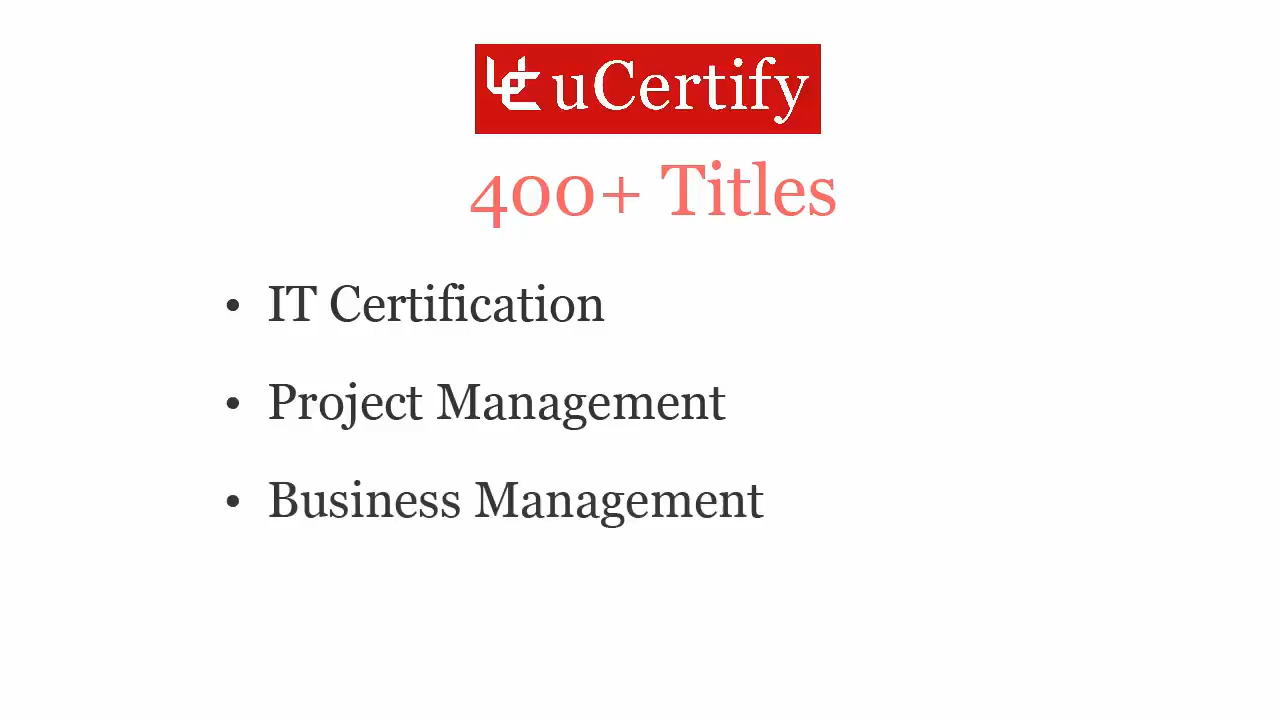 uCertify
400+ Titles
• IT Certification
• Project Management
• Business Management